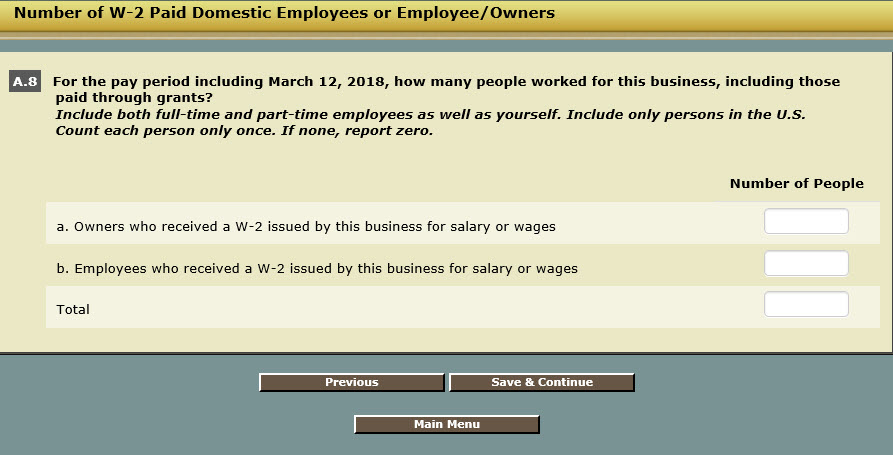 Number of W-2 Paid Domestic Employees or Employee/Owners
A.8 For the pay period including March 12, 2018, how many people worked for this business, including those
paid through grants?
Include both full-time and part-time employees as well as yourself. Include only persons in the U.S.
Count each person only once. If none, report zero.
Number of People
a. Owners who received a W-2 issued by this business for salary or wages
b. Employees who received a W-2 issued by this business for salary or wages
Total
Previous Save & Continue
Main Menu